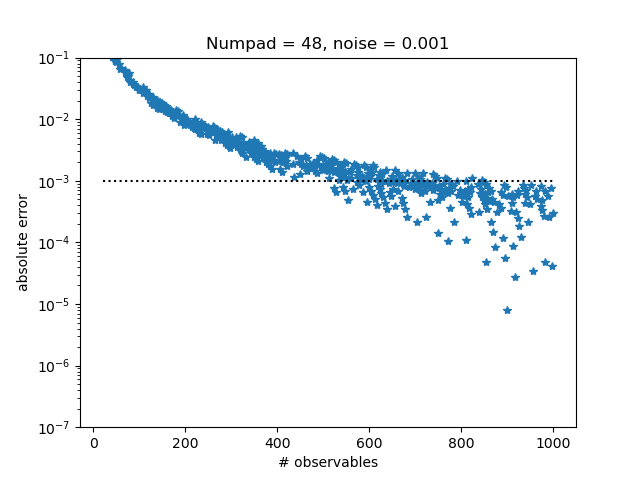 Numpad = 48, noise = 0.001
absolute error
10⁻¹
10⁻²
10⁻³
10⁻⁴
10⁻⁵
10⁻⁶
10⁻⁷
0 200 400 600 800 1000
# observables